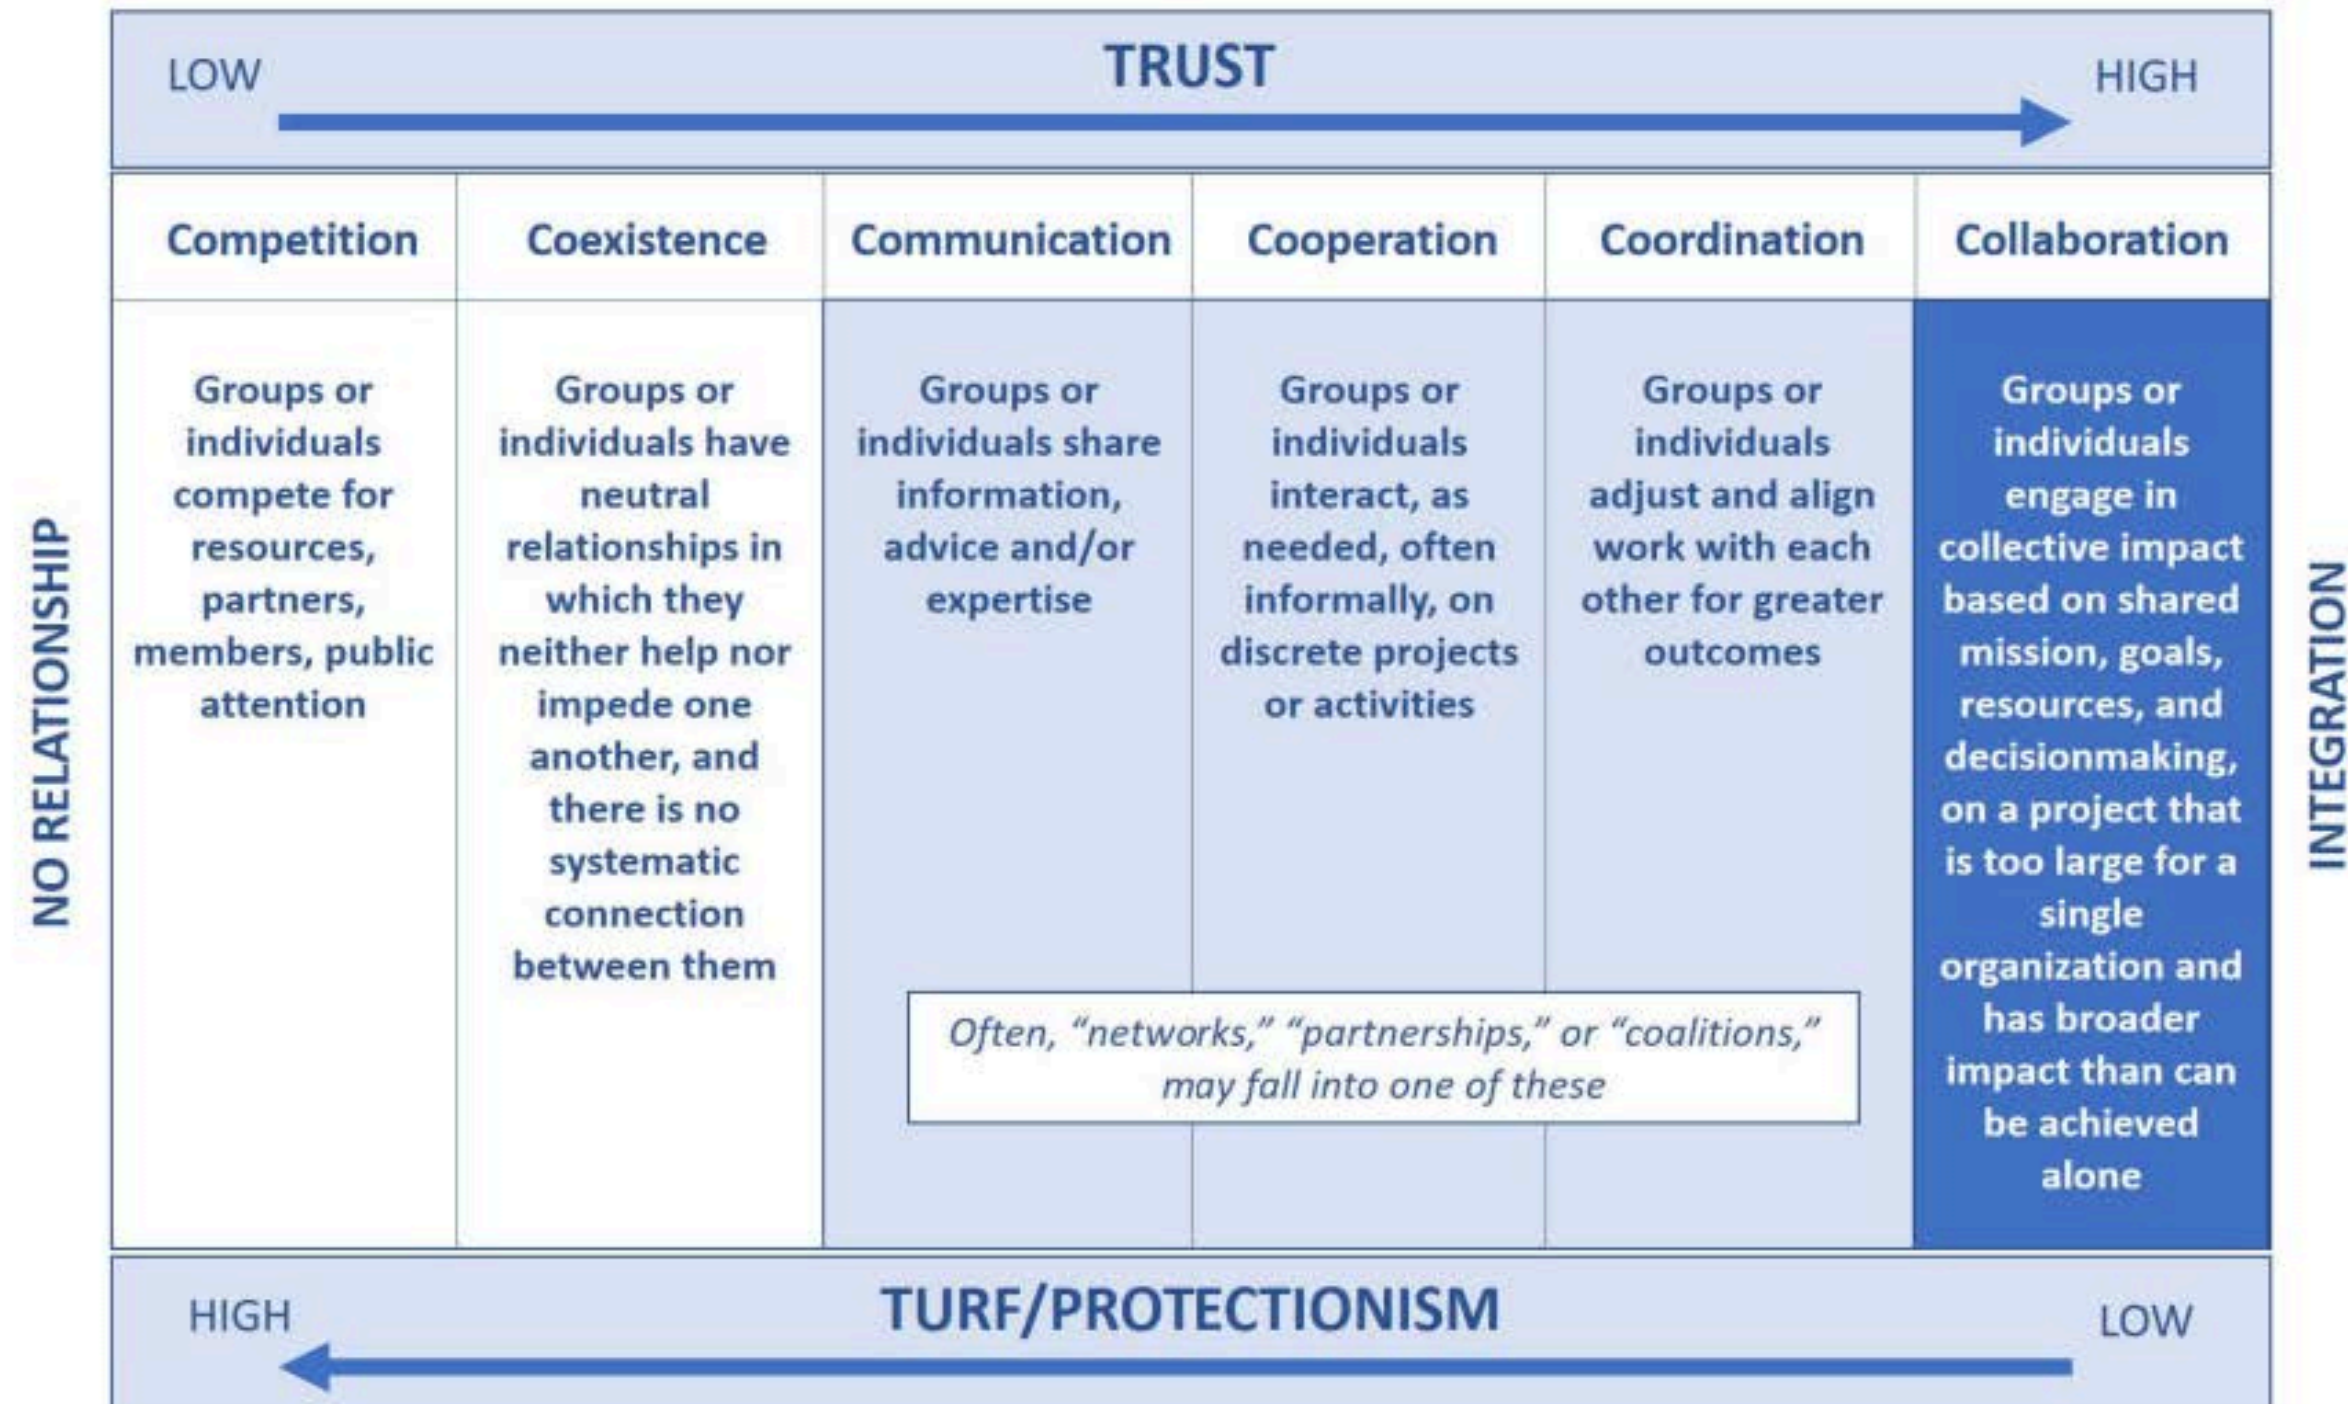 TRUST
LOW
HIGH
NO RELATIONSHIP
Competition
Groups or
individuals
compete for
resources,
partners,
members, public
attention
Coexistence
Groups or
individuals have
neutral
relationships in
which they
neither help nor
impede one
another, and
there is no
systematic
connection
between them
Communication
Groups or
individuals share
information,
advice and/or
expertise
Cooperation
Groups or
individuals
interact, as
needed, often
informally, on
discrete projects
or activities
Coordination
Groups or
individuals
adjust and align
work with each
other for greater
outcomes
Collaboration
Groups or
individuals
engage in
collective impact
based on shared
mission, goals,
resources, and
decisionmaking,
on a project that
is too large for a
single
organization and
has broader
impact than can
be achieved
alone
Often, “networks,” “partnerships,” or “coalitions,”
may fall into one of these
INTEGRATION
TURF/PROTECTIONISM
HIGH
LOW